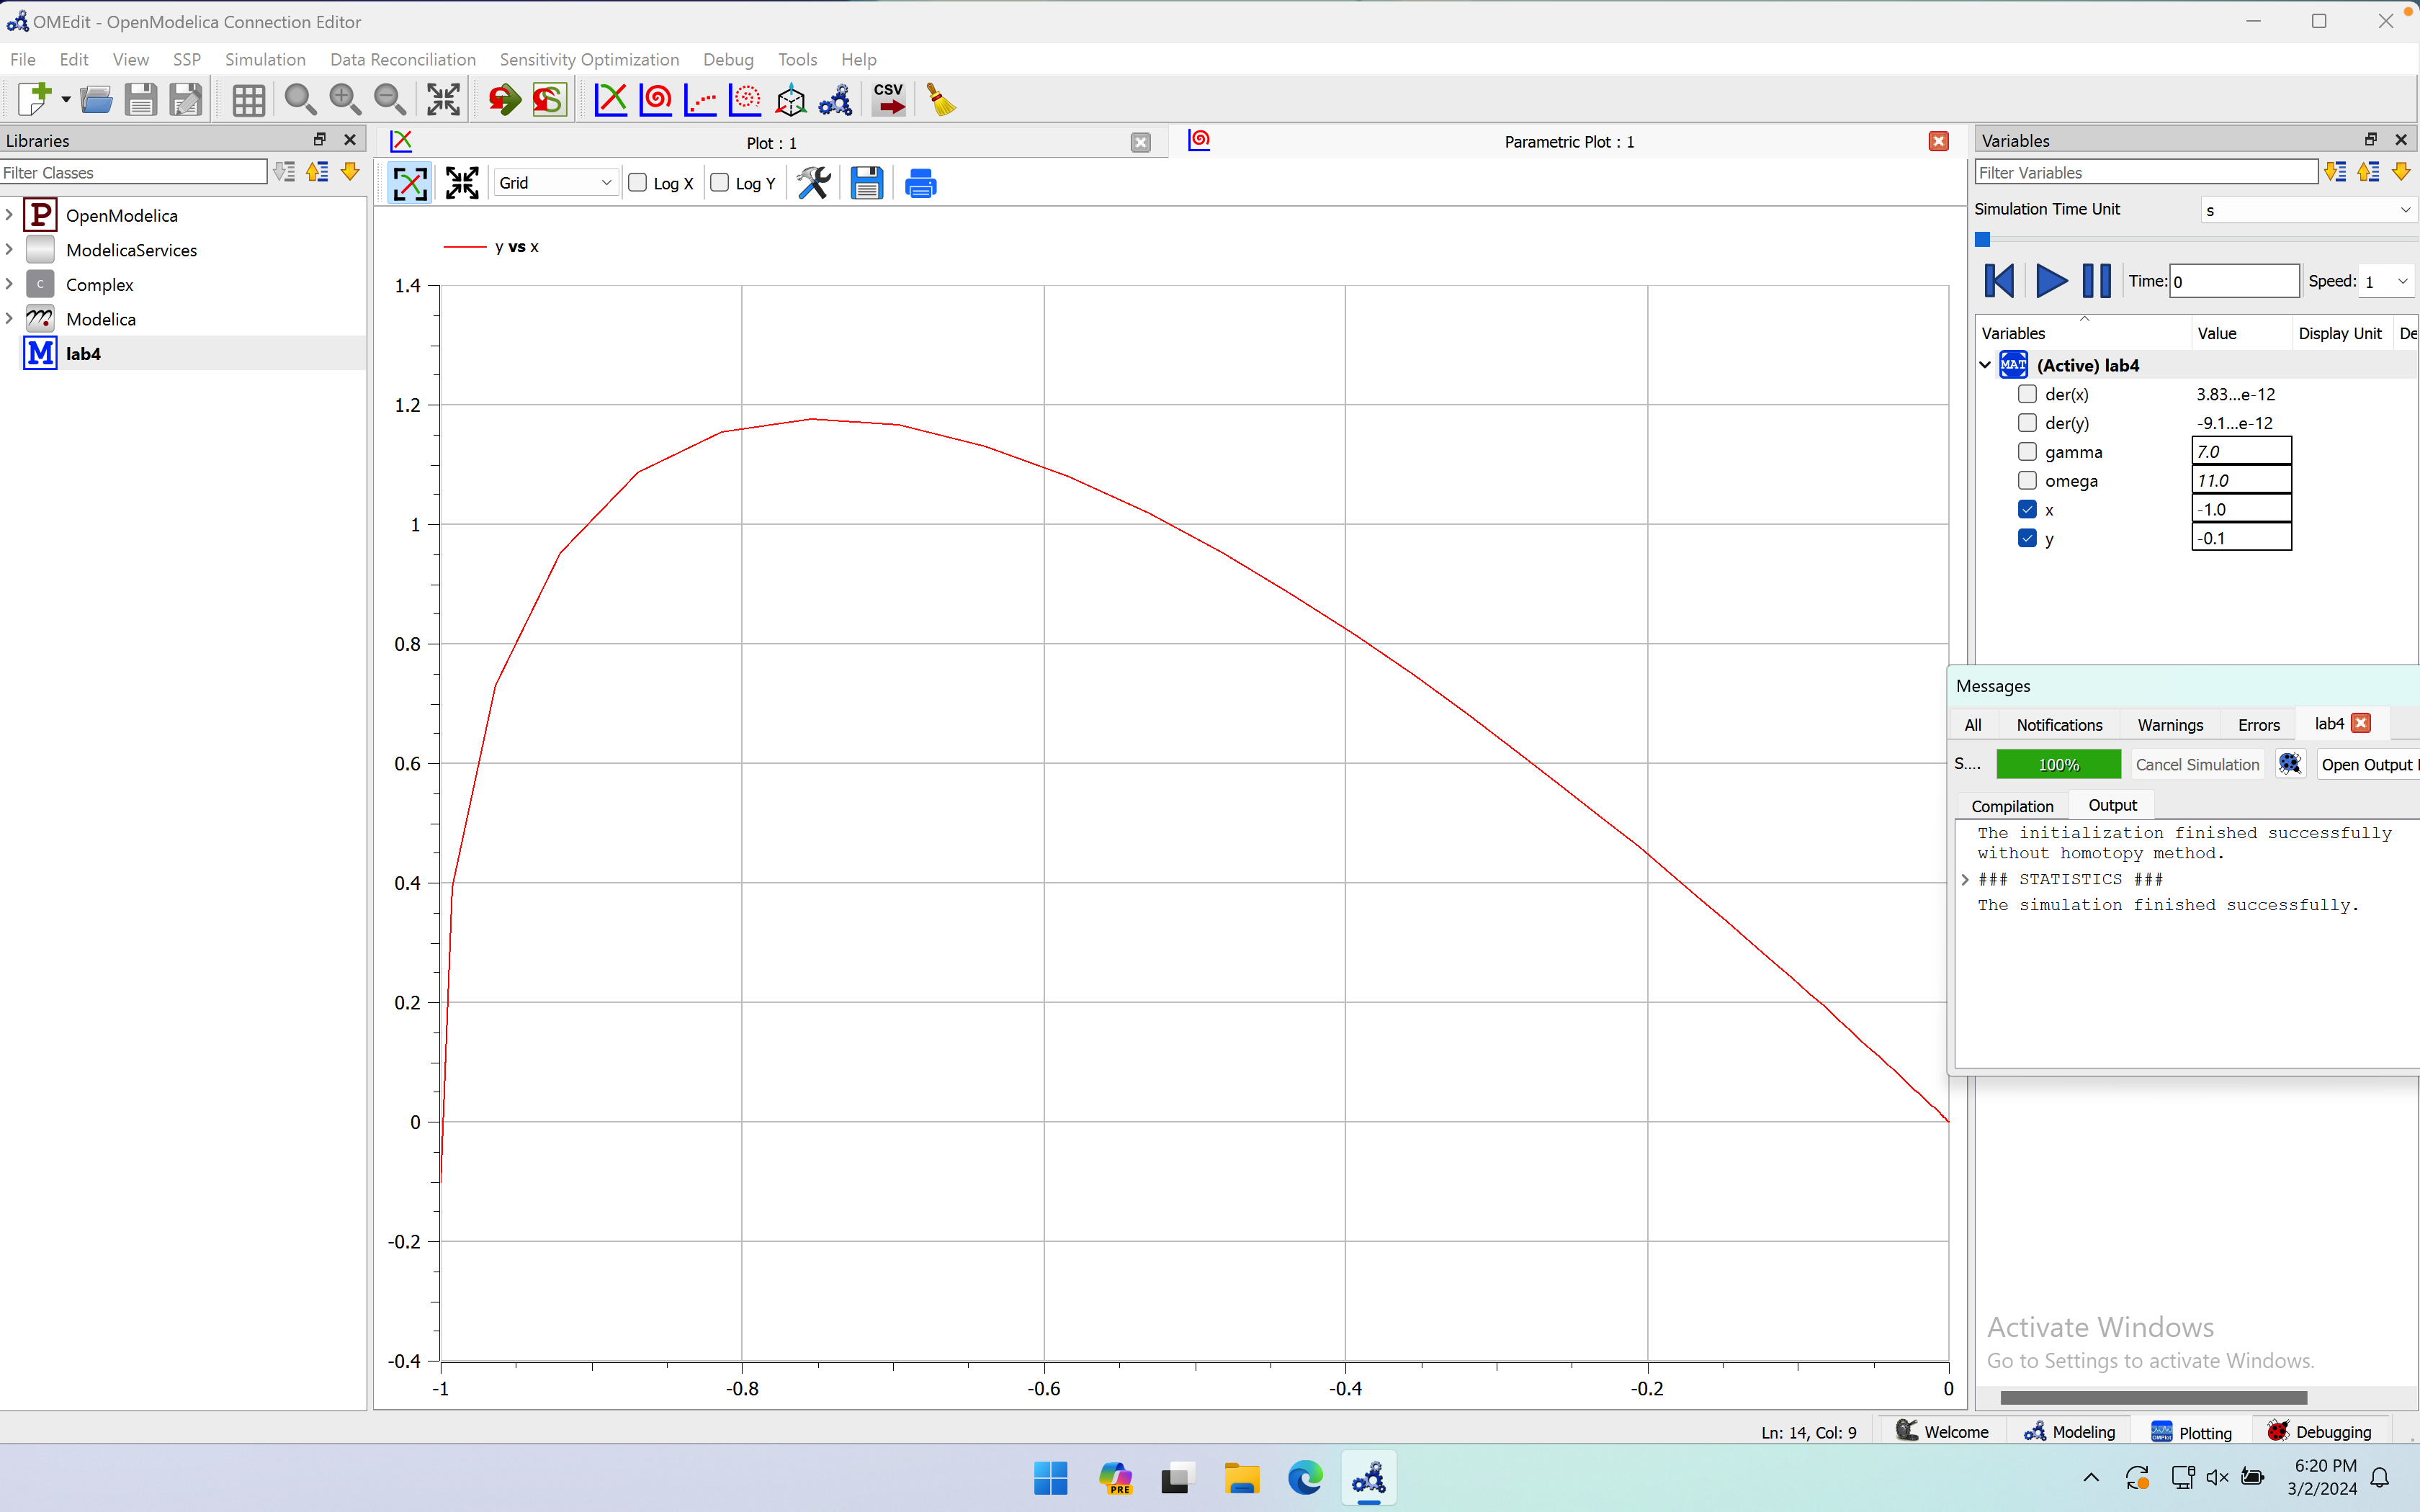 OMEdit - OpenModelica Connection Editor
File Edit View SSP Simulation Data Reconciliation Sensitivity Optimization Debug Tools Help
CSV
Libraries
Filter Classes
P OpenModelica
ModelicaServices
C Complex
Modelica
M lab4
Plot : 1
Parametric Plot : 1
Grid
Log X
Log Y
y vs x
1.4
1.2
1
0.8
0.6
0.4
0.2
0
-0.2
-0.4
-1 -0.8 -0.6 -0.4 -0.2 0
Variables
Filter Variables
Simulation Time Unit s
Time: 0 Speed: 1
Variables Value Display Unit De
MAT (Active) lab4
der(x) 3.83...e-12
der(y) -9.1...e-12
gamma 7.0
omega 11.0
x -1.0
y -0.1
Messages
All Notifications Warnings Errors lab4
S.... 100% Cancel Simulation Open Output
Compilation Output
The initialization finished successfully
without homotopy method.
### STATISTICS ###
The simulation finished successfully.
Activate Windows
Go to Settings to activate Windows.
Ln: 14, Col: 9 Welcome Modeling Plotting Debugging
PRE
6:20 PM
3/2/2024